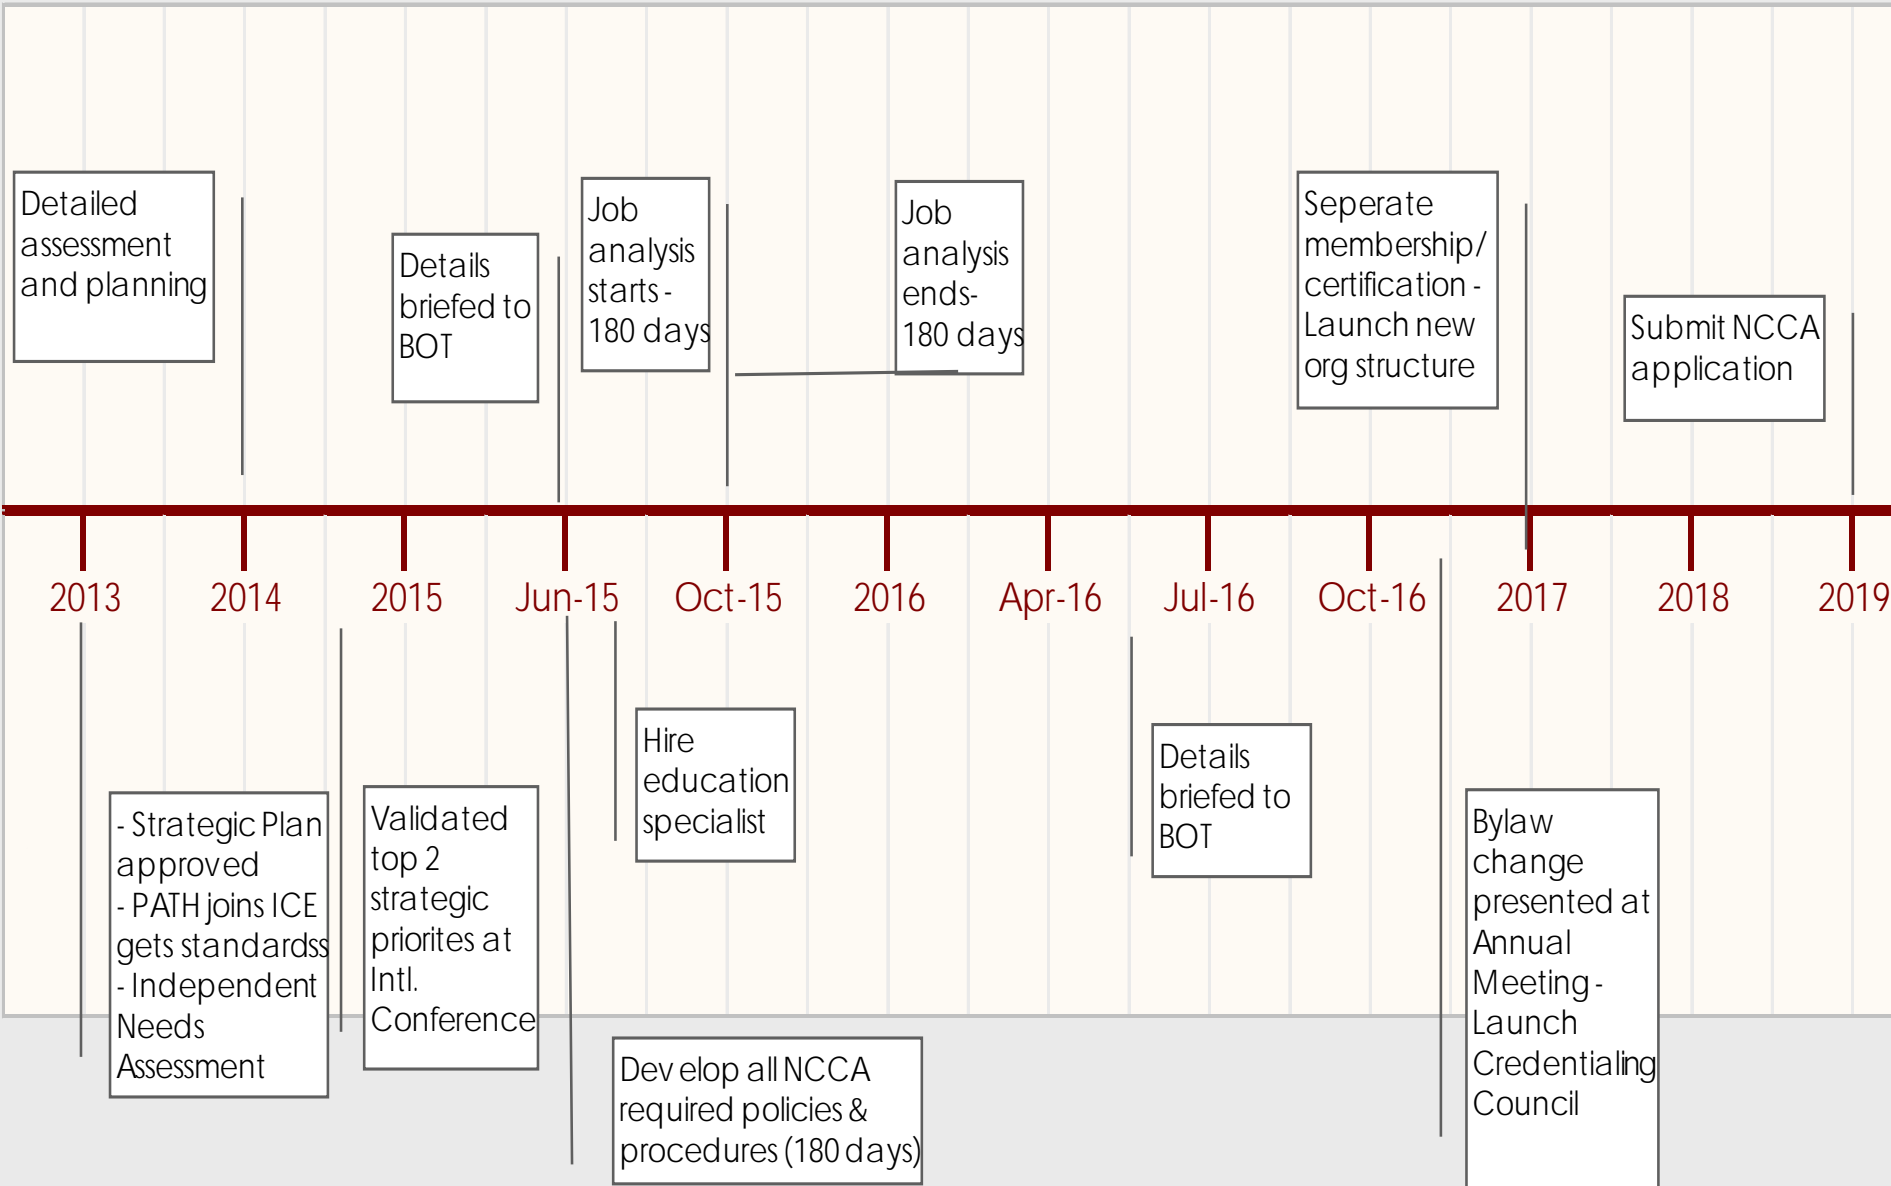 Detailed
assessment
and planning
Details
briefed to
BOT
Job
analysis
starts -
180 days
Job
analysis
ends-
180 days
Seperate
membership/
certification -
Launch new
org structure
Submit NCCA
application
2013
2014
2015
Jun-15
Oct-15
2016
Apr-16
Jul-16
Oct-16
2017
2018
2019
- Strategic Plan
approved
- PATH joins ICE
gets standardss
- Independent
Needs
Assessment
Validated
top 2
strategic
priorites at
Intl.
Conference
Hire
education
specialist
Develop all NCCA
required policies &
procedures (180 days)
Details
briefed to
BOT
Bylaw
change
presented at
Annual
Meeting -
Launch
Credentialing
Council